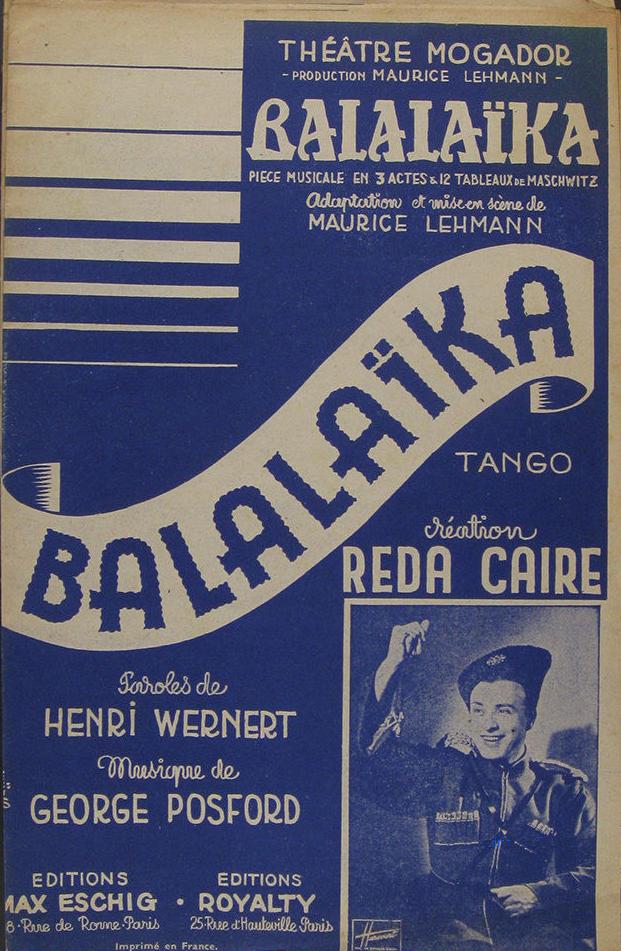 THÉÂTRE MOGADOR
- PRODUCTION MAURICE LEHMANN -
BALALAÏKA
PIECE MUSICALE EN 3 ACTES & 12 TABLEAUX DE MASCHWITZ
Adaptation et mise en scène de
MAURICE LEHMANN
BALALAÏKA
TANGO
création
REDA CAIRE
Paroles de
HENRI WERNERT
Musique de
GEORGE POSFORD
EDITIONS
MAX ESCHIG
8 · Rue de Rome · Paris
·
EDITIONS
ROYALTY
25 · Rue d'Hauteville Paris
Imprimé en France.